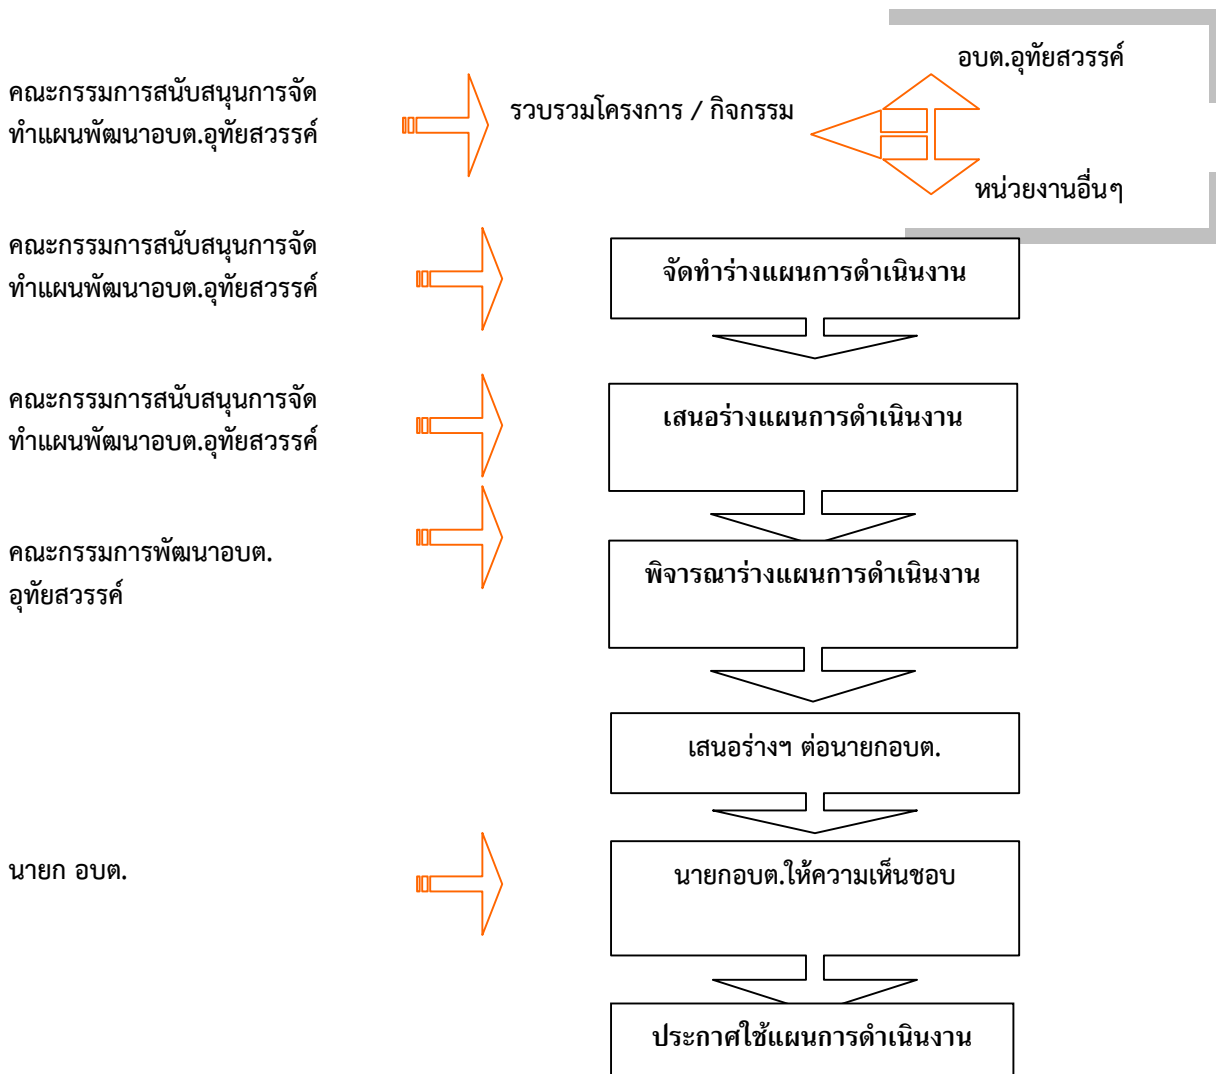 อบต.อุทัยสวรรค์
คณะกรรมการสนับสนุนการจัด
ทำแผนพัฒนาอบต.อุทัยสวรรค์
รวบรวมโครงการ / กิจกรรม
หน่วยงานอื่นๆ
คณะกรรมการสนับสนุนการจัด
ทำแผนพัฒนาอบต.อุทัยสวรรค์
จัดทำร่างแผนการดำเนินงาน
คณะกรรมการสนับสนุนการจัด
ทำแผนพัฒนาอบต.อุทัยสวรรค์
เสนอร่างแผนการดำเนินงาน
คณะกรรมการพัฒนาอบต.
อุทัยสวรรค์
พิจารณาร่างแผนการดำเนินงาน
เสนอร่างฯ ต่อนายกอบต.
นายก อบต.
นายกอบต.ให้ความเห็นชอบ
ประกาศใช้แผนการดำเนินงาน